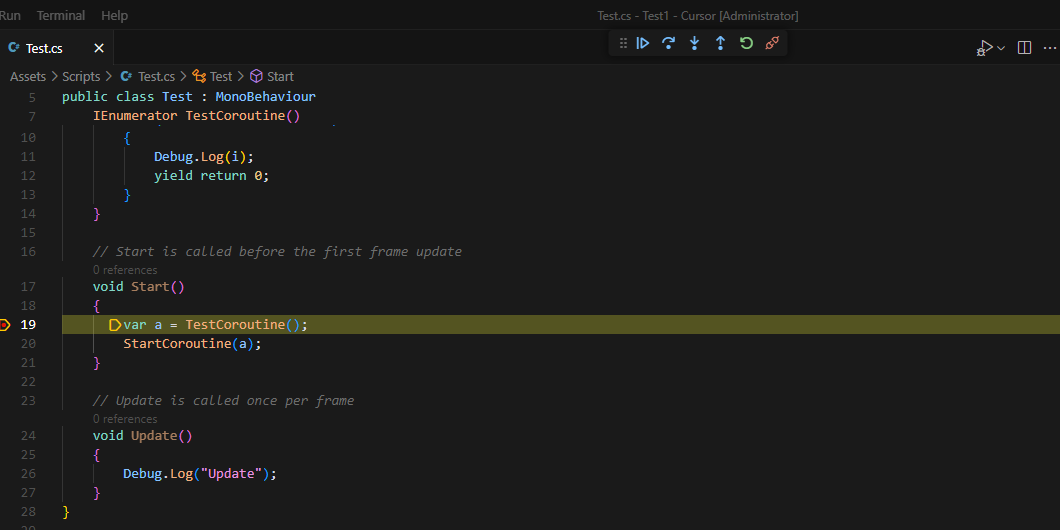 Run Terminal Help Test.cs - Test1 - Cursor [Administrator]
Test.cs
Assets > Scripts > Test.cs > Test > Start
5 public class Test : MonoBehaviour
7 IEnumerator TestCoroutine()
10 {
11 Debug.Log(i);
12 yield return 0;
13 }
14 }
15
16 // Start is called before the first frame update
0 references
17 void Start()
18 {
19 var a = TestCoroutine();
20 StartCoroutine(a);
21 }
22
23 // Update is called once per frame
0 references
24 void Update()
25 {
26 Debug.Log("Update");
27 }
28 }